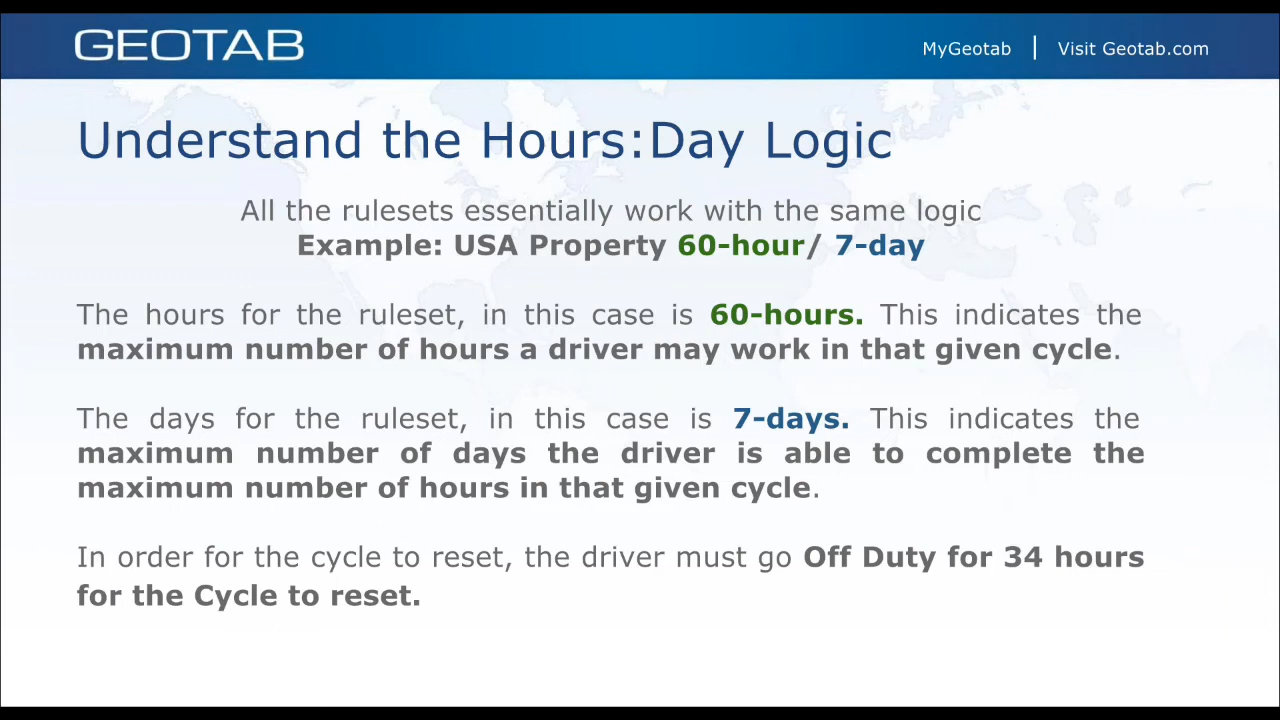 GEOTAB
MyGeotab | Visit Geotab.com
Understand the Hours:Day Logic
All the rulesets essentially work with the same logic
Example: USA Property 60-hour/ 7-day
The hours for the ruleset, in this case is 60-hours. This indicates the
maximum number of hours a driver may work in that given cycle.
The days for the ruleset, in this case is 7-days. This indicates the
maximum number of days the driver is able to complete the
maximum number of hours in that given cycle.
In order for the cycle to reset, the driver must go Off Duty for 34 hours
for the Cycle to reset.